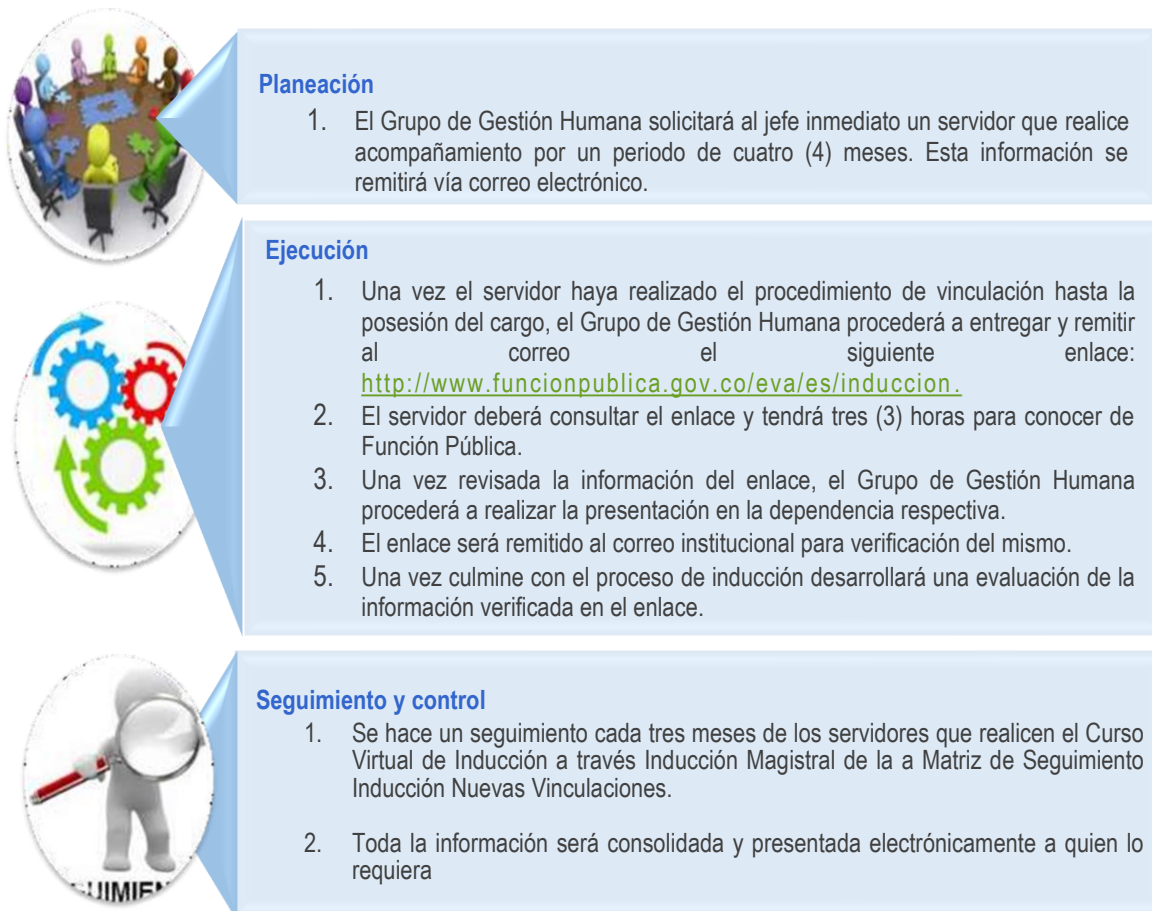 Planeación
1. El Grupo de Gestión Humana solicitará al jefe inmediato un servidor que realice
acompañamiento por un periodo de cuatro (4) meses. Esta información se
remitirá vía correo electrónico.
Ejecución
1. Una vez el servidor haya realizado el procedimiento de vinculación hasta la
posesión del cargo, el Grupo de Gestión Humana procederá a entregar y remitir
al correo el siguiente enlace:
http://www.funcionpublica.gov.co/eva/es/induccion.
2. El servidor deberá consultar el enlace y tendrá tres (3) horas para conocer de
Función Pública.
3. Una vez revisada la información del enlace, el Grupo de Gestión Humana
procederá a realizar la presentación en la dependencia respectiva.
4. El enlace será remitido al correo institucional para verificación del mismo.
5. Una vez culmine con el proceso de inducción desarrollará una evaluación de la
información verificada en el enlace.
Seguimiento y control
1. Se hace un seguimiento cada tres meses de los servidores que realicen el Curso
Virtual de Inducción a través Inducción Magistral de la a Matriz de Seguimiento
Inducción Nuevas Vinculaciones.
2. Toda la información será consolidada y presentada electrónicamente a quien lo
requiera